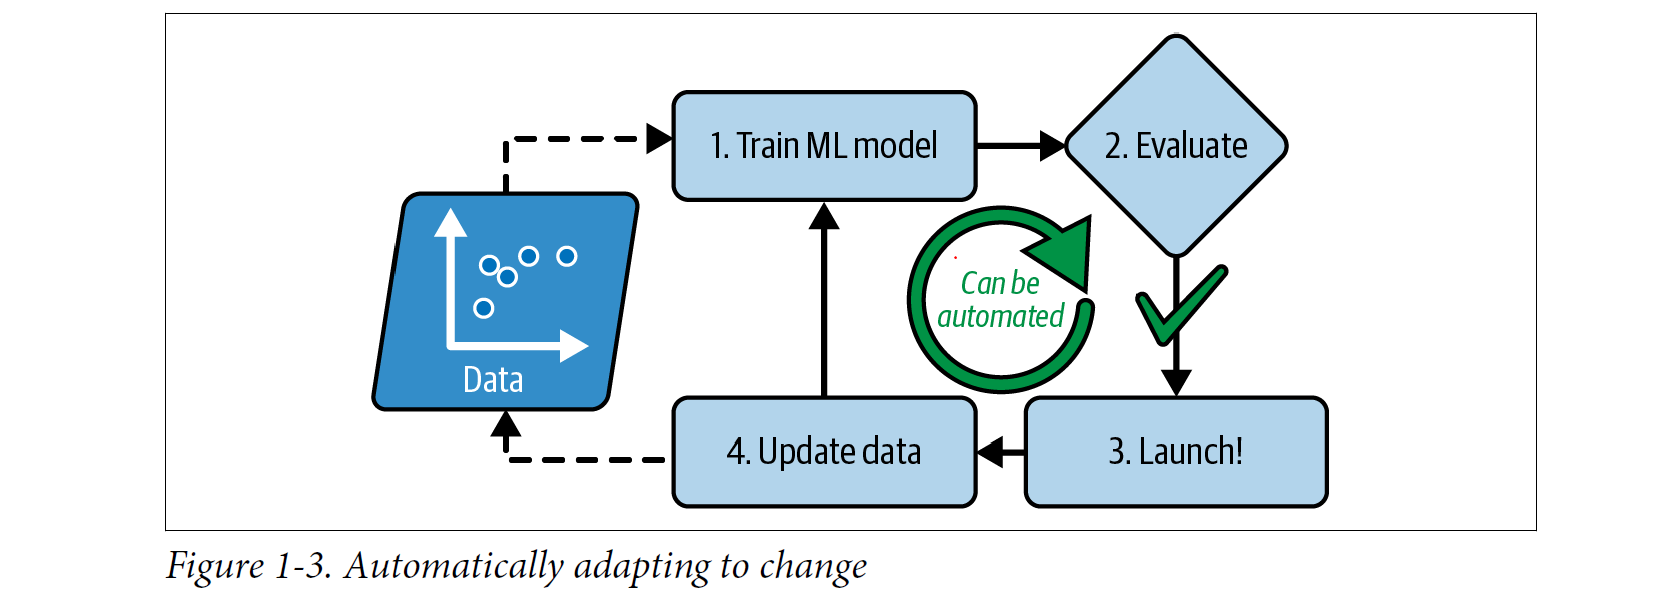 1. Train ML model
2. Evaluate
Can be
automated
Data
4. Update data
3. Launch!
Figure 1-3. Automatically adapting to change